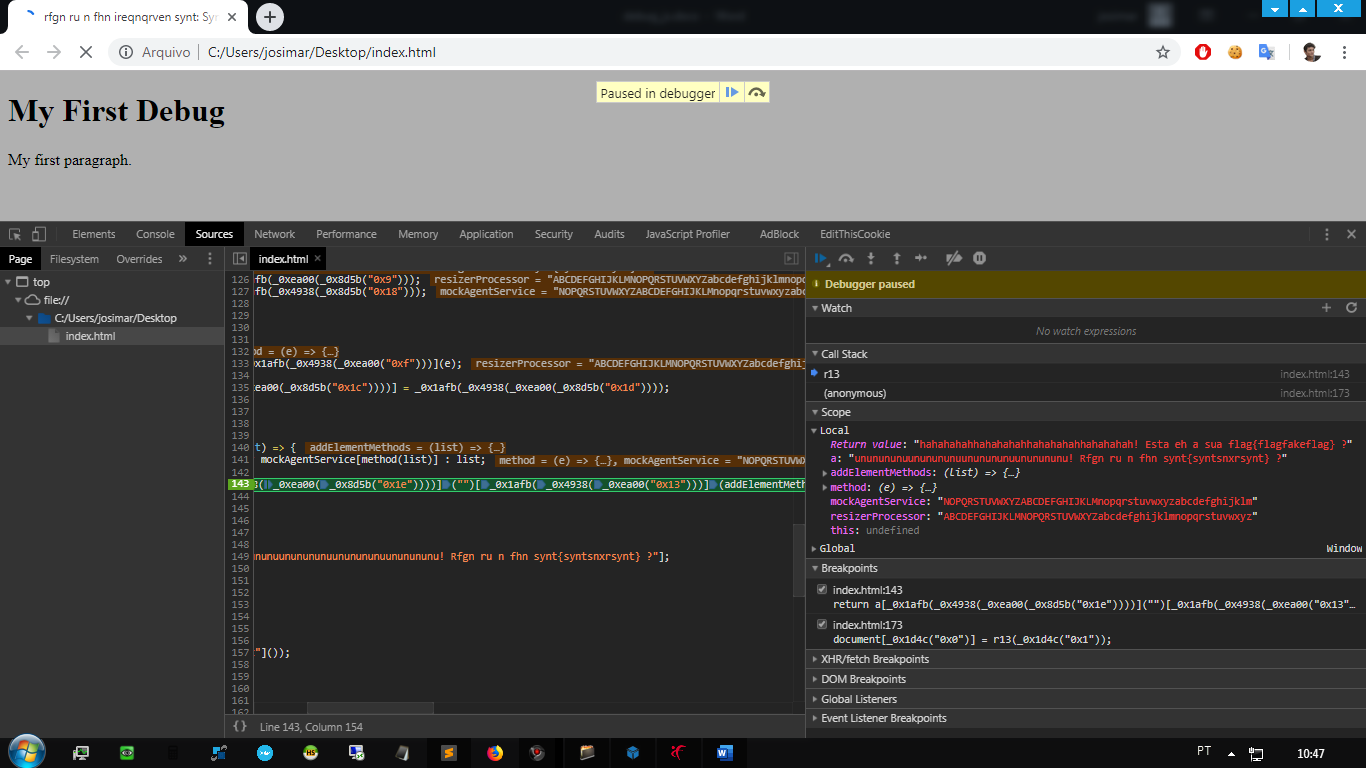 rfgn ru n fhn ireqnqrven synt: Syn
Arquivo | C:/Users/josimar/Desktop/index.html
Paused in debugger
My First Debug
My first paragraph.
Elements Console Sources Network Performance Memory Application Security Audits JavaScript Profiler AdBlock EditThisCookie
Page Filesystem Overrides » index.html ×
top
file://
C:/Users/josimar/Desktop
index.html
126 fb(_0xea00(_0x8d5b("0x9"))); resizerProcessor = "ABCDEFGHIJKLMNOPQRSTUVWXYZabcdefghijklmnopq
127 fb(_0x4938(_0x8d5b("0x18"))); mockAgentService = "NOPQRSTUVWXYZABCDEFGHIJKLMnopqrstuvwxyzabc
128
129
130
131
132 od = (e) => {…}
133 0x1afb(_0x4938(_0xea00("0xf")))](e); resizerProcessor = "ABCDEFGHIJKLMNOPQRSTUVWXYZabcdefghij
134
135 xea00(_0x8d5b("0x1c"))))] = _0x1afb(_0x4938(_0xea00(_0x8d5b("0x1d"))));
136
137
138
139
140 t) => { addElementMethods = (list) => {…}
141 mockAgentService[method(list)] : list; method = (e) => {…}, mockAgentService = "NOPQRSTUVWX
142
143 8(_0xea00(_0x8d5b("0x1e"))))]("")[_0x1afb(_0x4938(_0xea00("0x13")))](addElementMeth
144
145
146
147
148
149 nunuunununununuunununununuunununununu! Rfgn ru n fhn synt{syntsnxrsynt} ?"];
150
151
152
153
154
155
156
157 "]());
158
159
160
161
162
{} Line 143, Column 154
Debugger paused
Watch
No watch expressions
Call Stack
r13 index.html:143
(anonymous) index.html:173
Scope
Local
Return value: "hahahahahhahahahahhahahahahhahahahah! Esta eh a sua flag{flagfakeflag} ?"
a: "unununununuunununununuunununununuunununununu! Rfgn ru n fhn synt{syntsnxrsynt} ?"
addElementMethods: (list) => {…}
method: (e) => {…}
mockAgentService: "NOPQRSTUVWXYZABCDEFGHIJKLMnopqrstuvwxyzabcdefghijklm"
resizerProcessor: "ABCDEFGHIJKLMNOPQRSTUVWXYZabcdefghijklmnopqrstuvwxyz"
this: undefined
Global Window
Breakpoints
index.html:143
return a[_0x1afb(_0x4938(_0xea00(_0x8d5b("0x1e"))))]("")[_0x1afb(_0x4938(_0xea00("0x13"…
index.html:173
document[_0x1d4c("0x0")] = r13(_0x1d4c("0x1"));
XHR/fetch Breakpoints
DOM Breakpoints
Global Listeners
Event Listener Breakpoints
PT 10:47